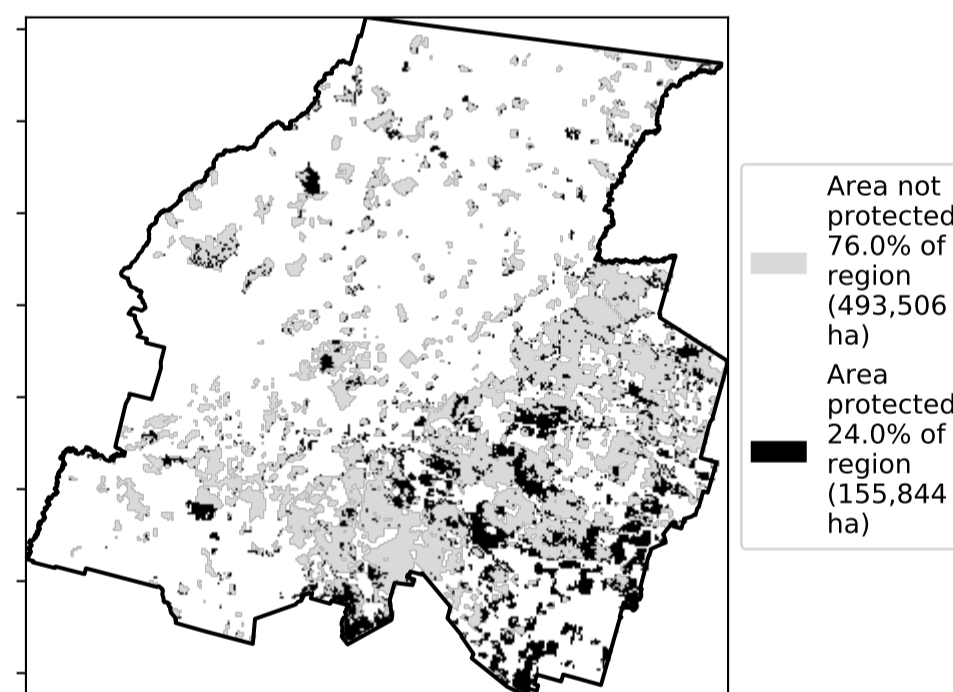 Area not
protected
76.0% of
region
(493,506
ha)
Area
protected
24.0% of
region
(155,844
ha)